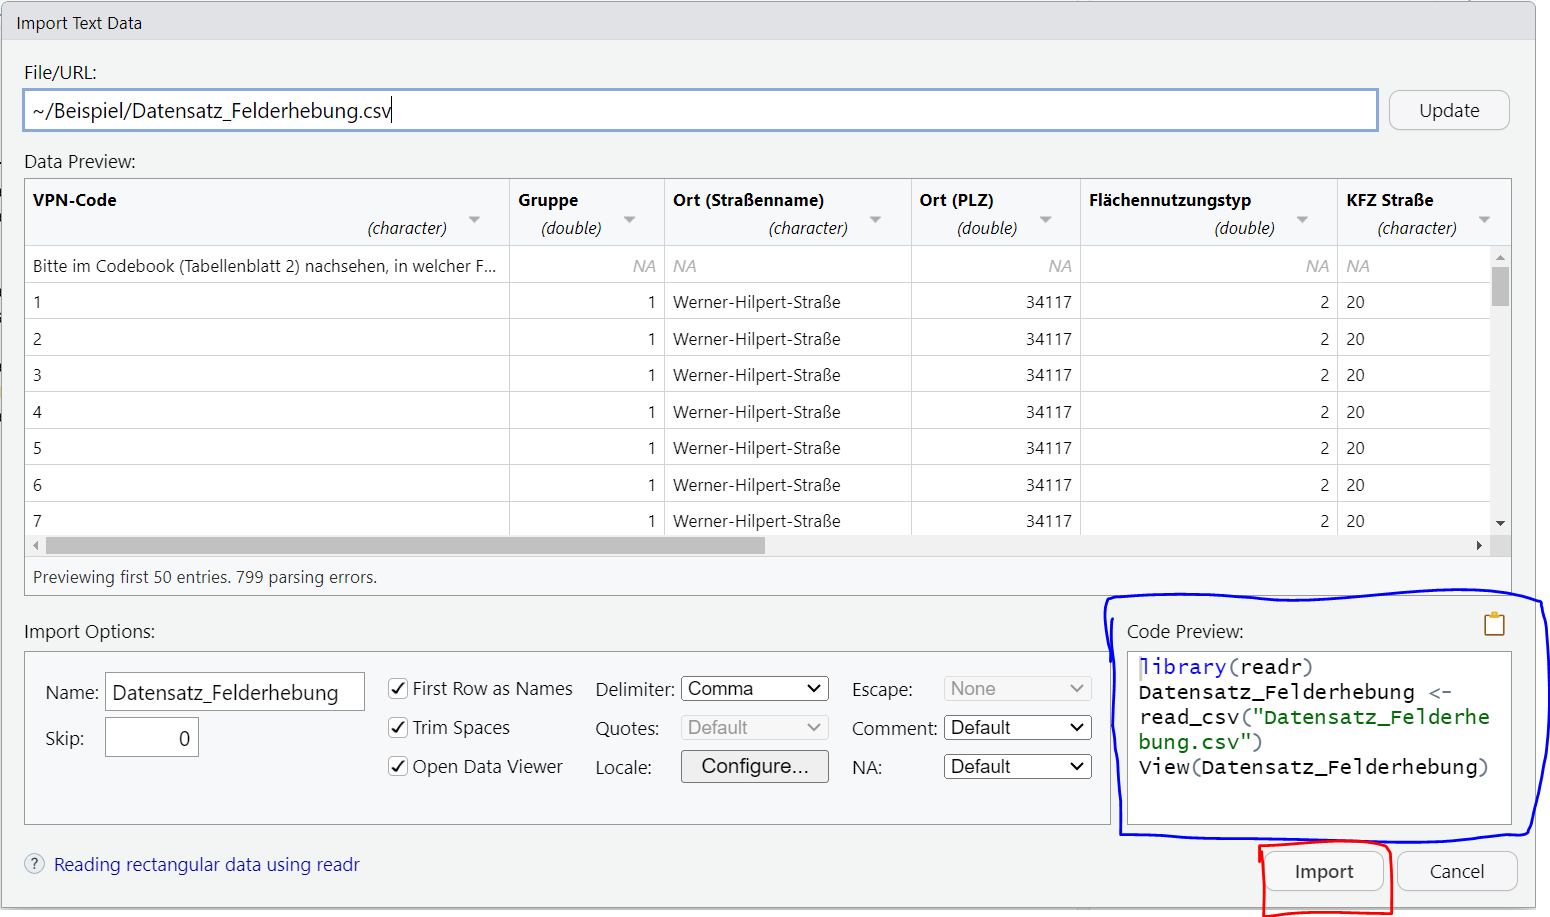 Import Text Data
File/URL:
~/Beispiel/Datensatz_Felderhebung.csv
Update
Data Preview:
VPN-Code (character) Gruppe (double) Ort (Straßenname) (character) Ort (PLZ) (double) Flächennutzungstyp (double) KFZ Straße (character)
Bitte im Codebook (Tabellenblatt 2) nachsehen, in welcher F... NA NA NA NA NA
1 1 Werner-Hilpert-Straße 34117 2 20
2 1 Werner-Hilpert-Straße 34117 2 20
3 1 Werner-Hilpert-Straße 34117 2 20
4 1 Werner-Hilpert-Straße 34117 2 20
5 1 Werner-Hilpert-Straße 34117 2 20
6 1 Werner-Hilpert-Straße 34117 2 20
7 1 Werner-Hilpert-Straße 34117 2 20
Previewing first 50 entries. 799 parsing errors.
Import Options:
Name: Datensatz_Felderhebung
Skip: 0
First Row as Names
Trim Spaces
Open Data Viewer
Delimiter: Comma
Quotes: Default
Locale: Configure...
Escape: None
Comment: Default
NA: Default
Code Preview:
library(readr)
Datensatz_Felderhebung <-
read_csv("Datensatz_Felderhe
bung.csv")
View(Datensatz_Felderhebung)
? Reading rectangular data using readr
Import
Cancel